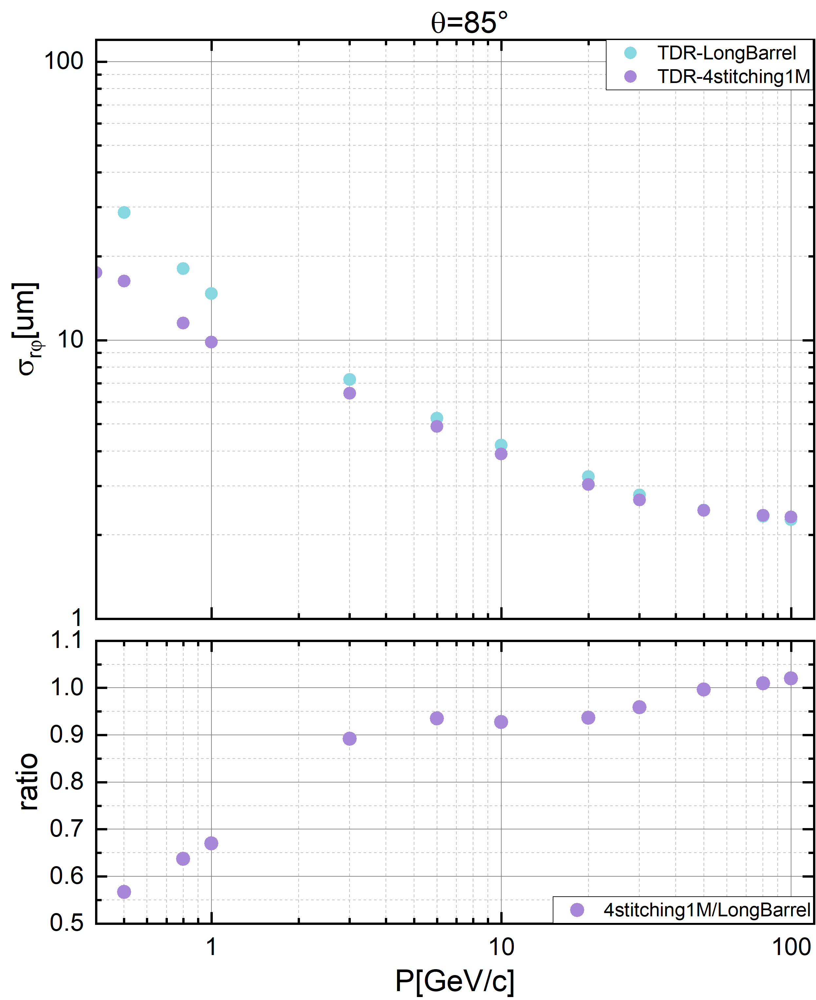 θ=85°
TDR-LongBarrel
TDR-4stitching1M
100
10
1
σrφ[um]
1.1
1.0
0.9
0.8
0.7
0.6
0.5
ratio
4stitching1M/LongBarrel
1 10 100
P[GeV/c]